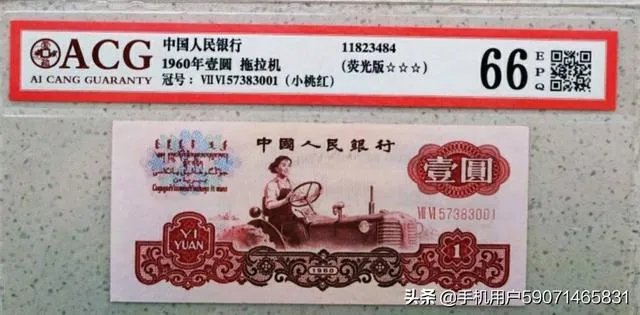 ACG
AI CANG GUARANTY
中国人民银行
1960年壹圆 拖拉机
冠号：ⅦⅥ57383001（小桃红）
11823484
(荧光版☆☆☆)
66
EPQ
中國人民銀行
壹圓
ⅦⅥ57383001
YI
YUAN
1960
1
头条 @手机用户59071465831